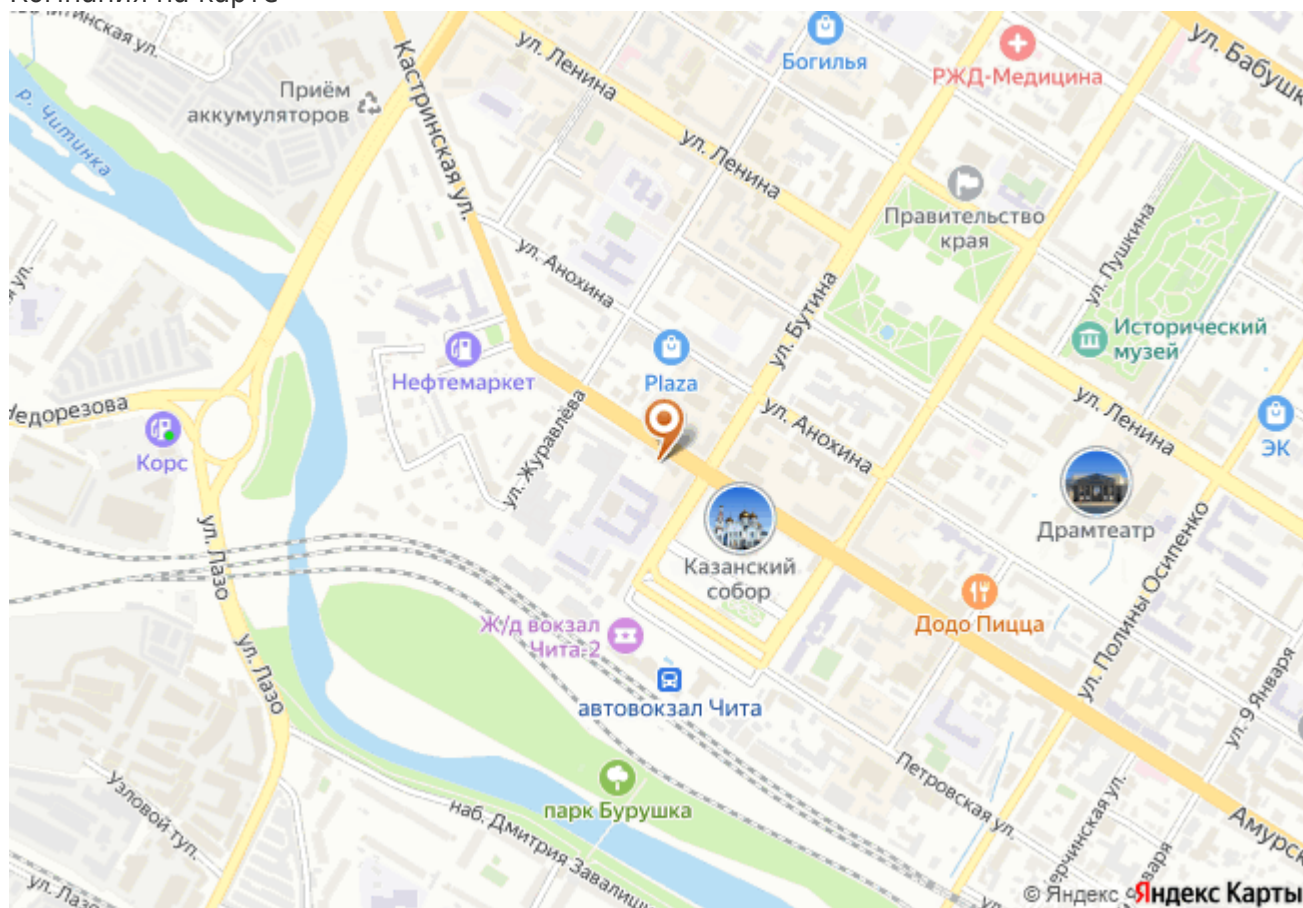 Компания на карте
ул. Ленина
Богилья
РЖД-Медицина
ул. Бабушк
Приём
аккумуляторов
р. Читинка
Кастринская ул.
ул. Ленина
Правительство
края
ул. Пушкина
ул. Анохина
ул. Бутина
Исторический
музей
Нефтемаркет
Plaza
Недорезова
Корс
ул. Журавлёва
ул. Анохина
ул. Ленина
ЭК
Драмтеатр
ул. Лазо
Казанский
собор
Додо Пицца
ул. Полины Осипенко
Ж/д вокзал
Чита-2
ул. Лазо
автовокзал Чита
ул. 9 Января
Петровская ул.
парк Бурушка
Узловой туп.
наб. Дмитрия Завалиш
Амурск
ул. Лазо
© Яндекс
Яндекс Карты